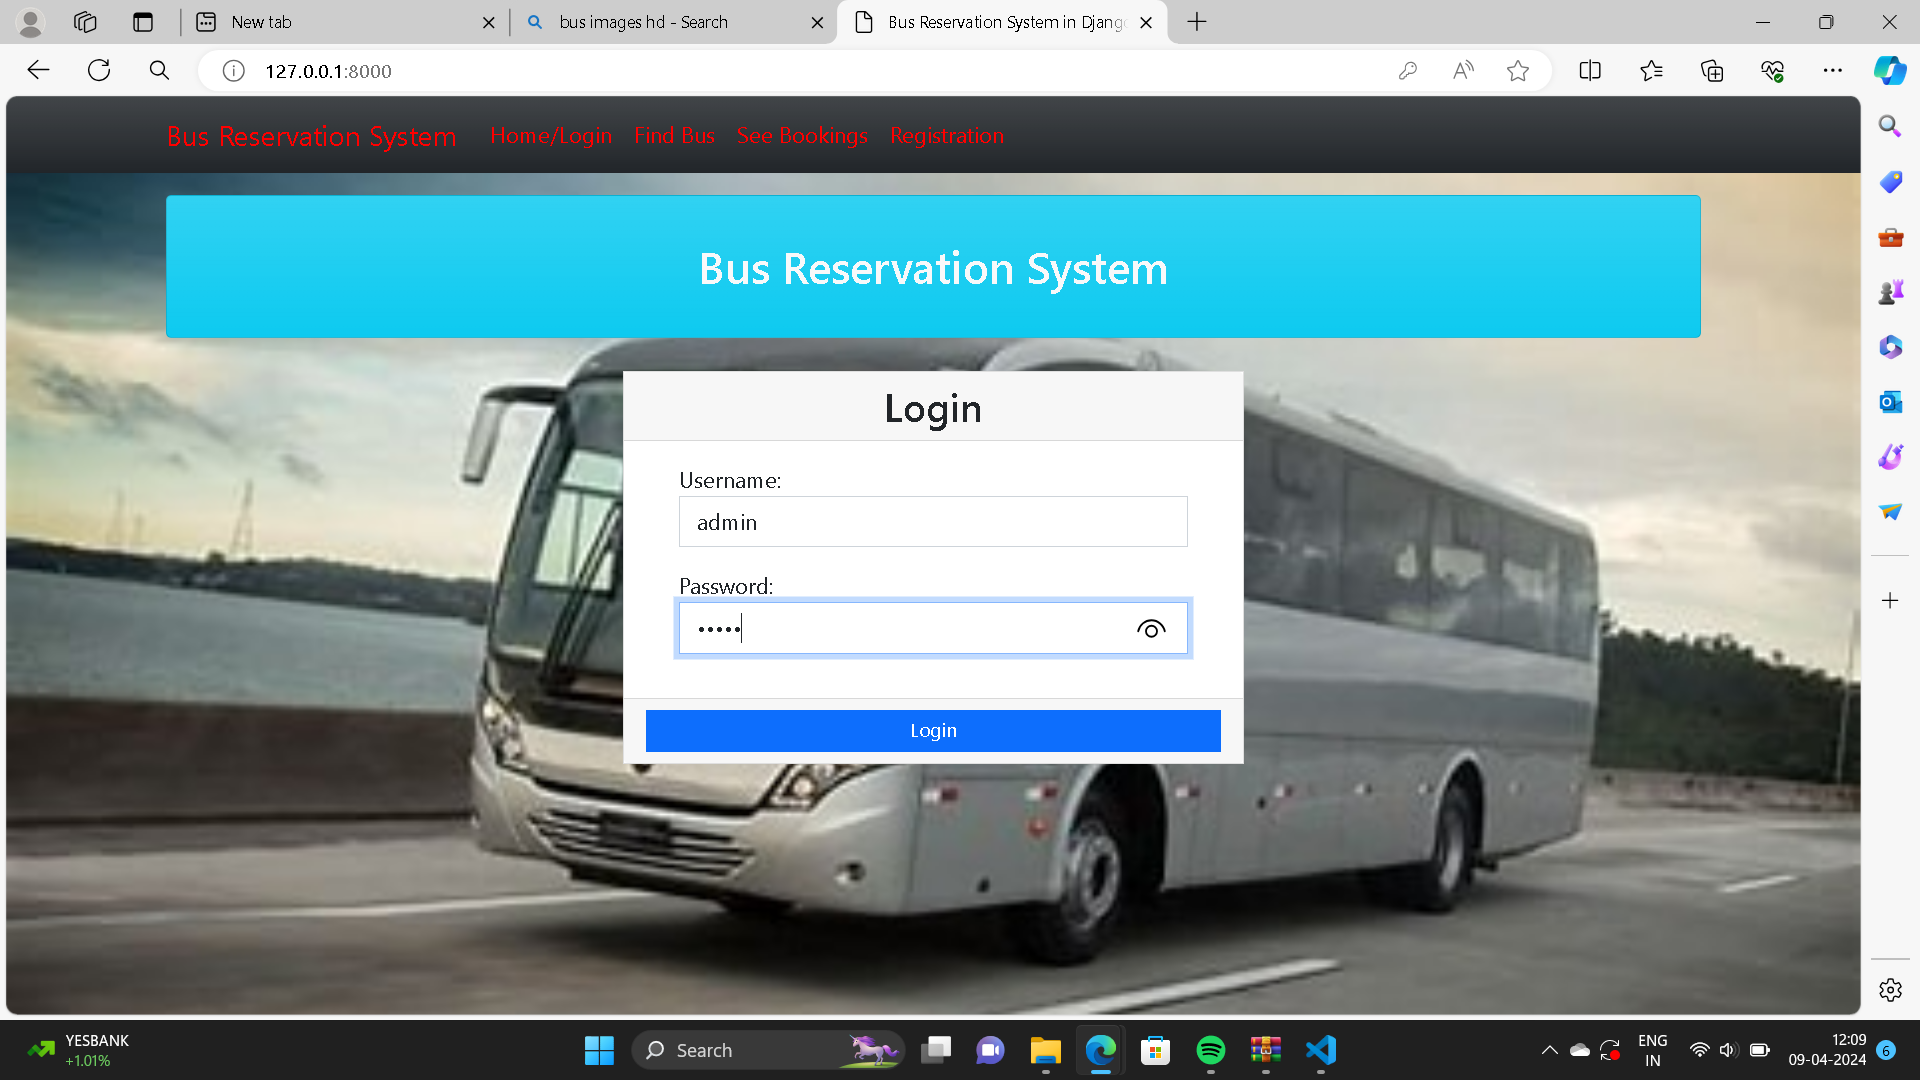 New tab
bus images hd - Search
Bus Reservation System in Djang
127.0.0.1:8000
Bus Reservation System Home/Login Find Bus See Bookings Registration
Bus Reservation System
Login
Username:
admin
Password:
•••••
Login
YESBANK
+1.01%
Search
ENG
IN
12:09
09-04-2024
6